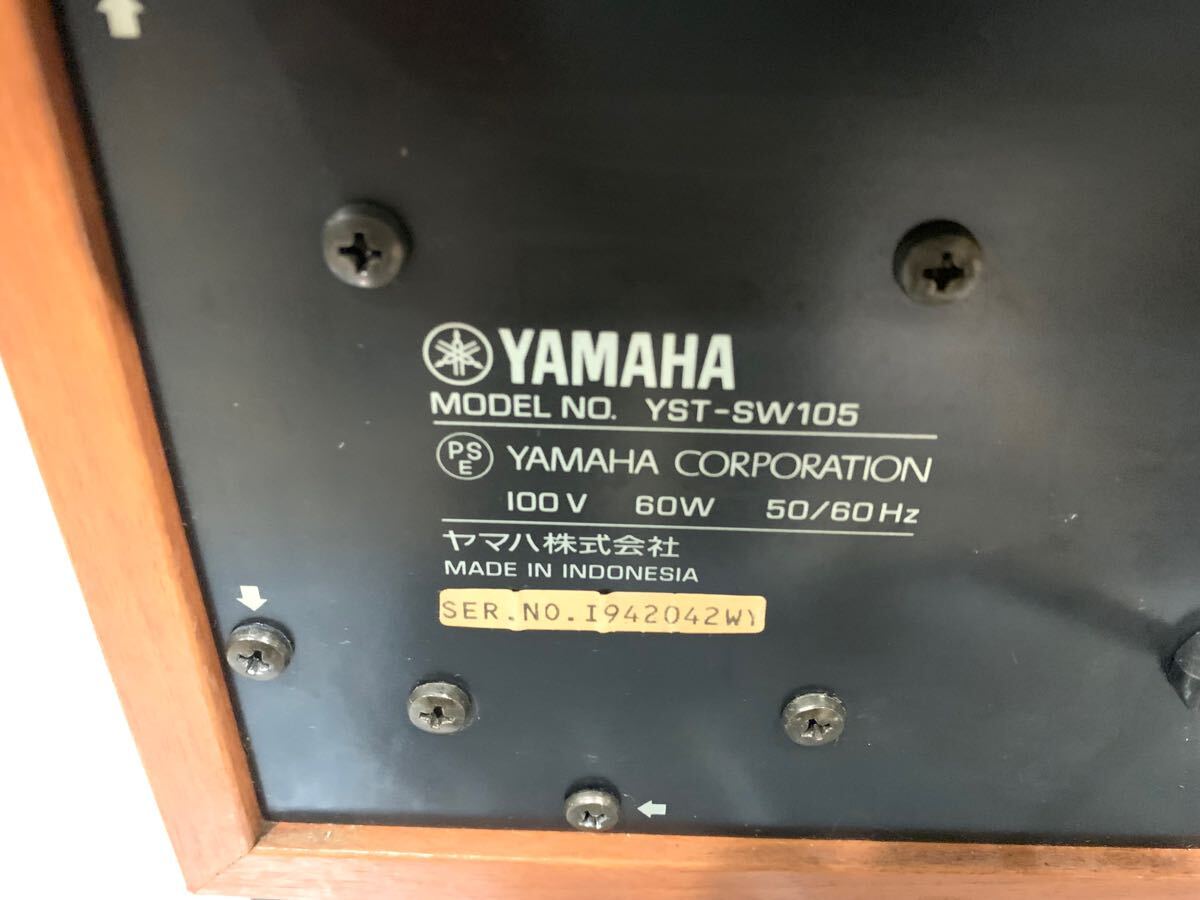 YAMAHA
MODEL NO. YST-SW105
PSE YAMAHA CORPORATION
100V 60W 50/60Hz
ヤマハ株式会社
MADE IN INDONESIA
SER.NO.I942042WY